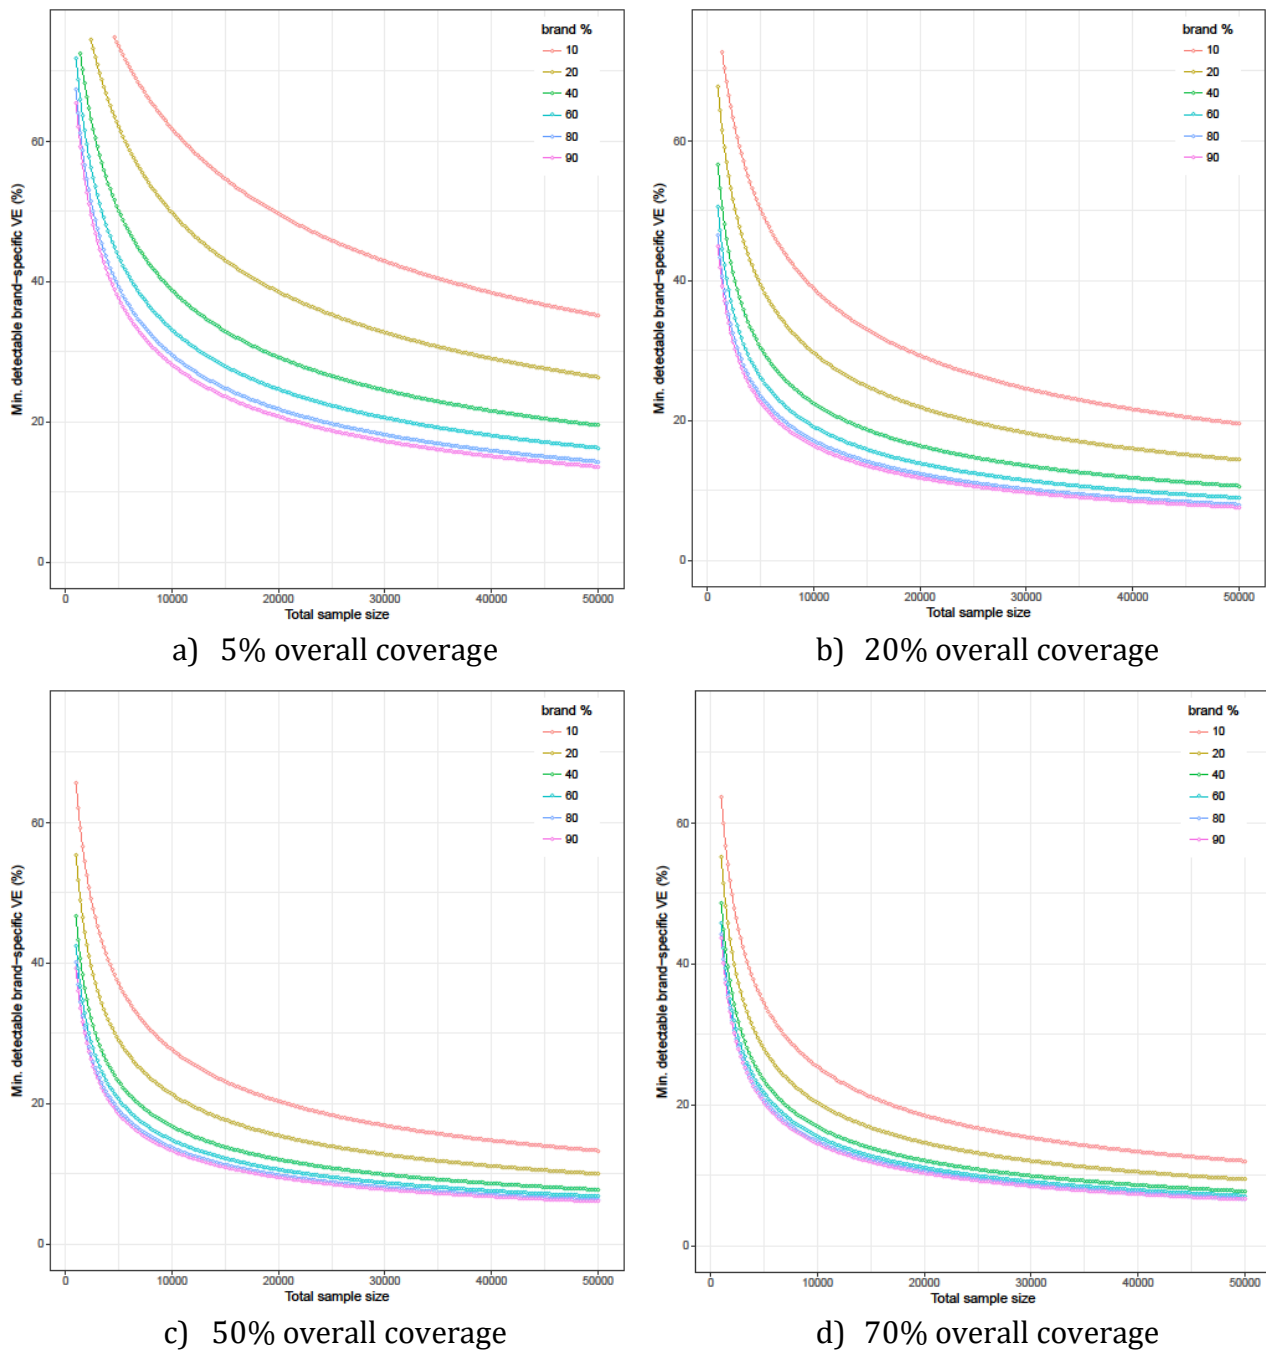 brand %
10
20
40
60
80
90
Min. detectable brand−specific VE (%)
60
40
20
0
0 10000 20000 30000 40000 50000
Total sample size
a) 5% overall coverage
brand %
10
20
40
60
80
90
Min. detectable brand−specific VE (%)
60
40
20
0
0 10000 20000 30000 40000 50000
Total sample size
b) 20% overall coverage
brand %
10
20
40
60
80
90
Min. detectable brand−specific VE (%)
60
40
20
0
0 10000 20000 30000 40000 50000
Total sample size
c) 50% overall coverage
brand %
10
20
40
60
80
90
Min. detectable brand−specific VE (%)
60
40
20
0
0 10000 20000 30000 40000 50000
Total sample size
d) 70% overall coverage